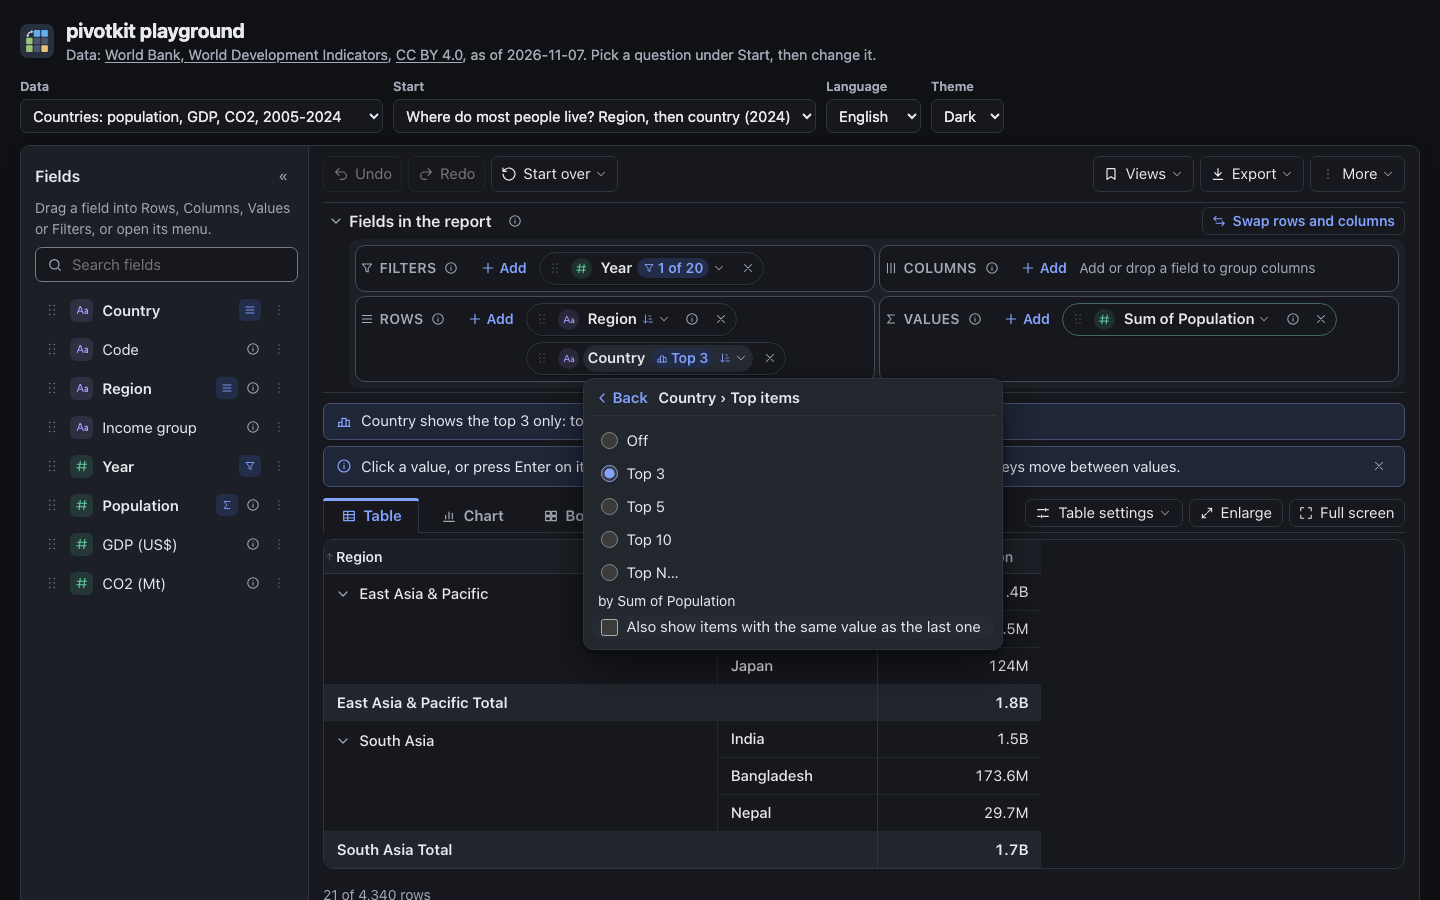 pivotkit playground
Data: World Bank, World Development Indicators, CC BY 4.0, as of 2026-11-07. Pick a question under Start, then change it.
Data
Start
Language
Theme
Countries: population, GDP, CO2, 2005-2024
Where do most people live? Region, then country (2024)
English
Dark
Fields
«
Drag a field into Rows, Columns, Values
or Filters, or open its menu.
Search fields
Aa Country
Aa Code
Aa Region
Aa Income group
# Year
# Population Σ
# GDP (US$)
# CO2 (Mt)
Undo
Redo
Start over
Views
Export
More
Fields in the report
Swap rows and columns
FILTERS
+ Add
# Year 1 of 20
COLUMNS
+ Add
Add or drop a field to group columns
ROWS
+ Add
Aa Region
Aa Country Top 3
Σ VALUES
+ Add
# Sum of Population
Back Country › Top items
Off
Top 3
Top 5
Top 10
Top N...
by Sum of Population
Also show items with the same value as the last one
Country shows the top 3 only: to
Click a value, or press Enter on it
eys move between values.
Table
Chart
Bo
Table settings
Enlarge
Full screen
↑ Region
East Asia & Pacific
.4B
.5M
Japan 124M
East Asia & Pacific Total 1.8B
South Asia India 1.5B
Bangladesh 173.6M
Nepal 29.7M
South Asia Total 1.7B
21 of 4,340 rows